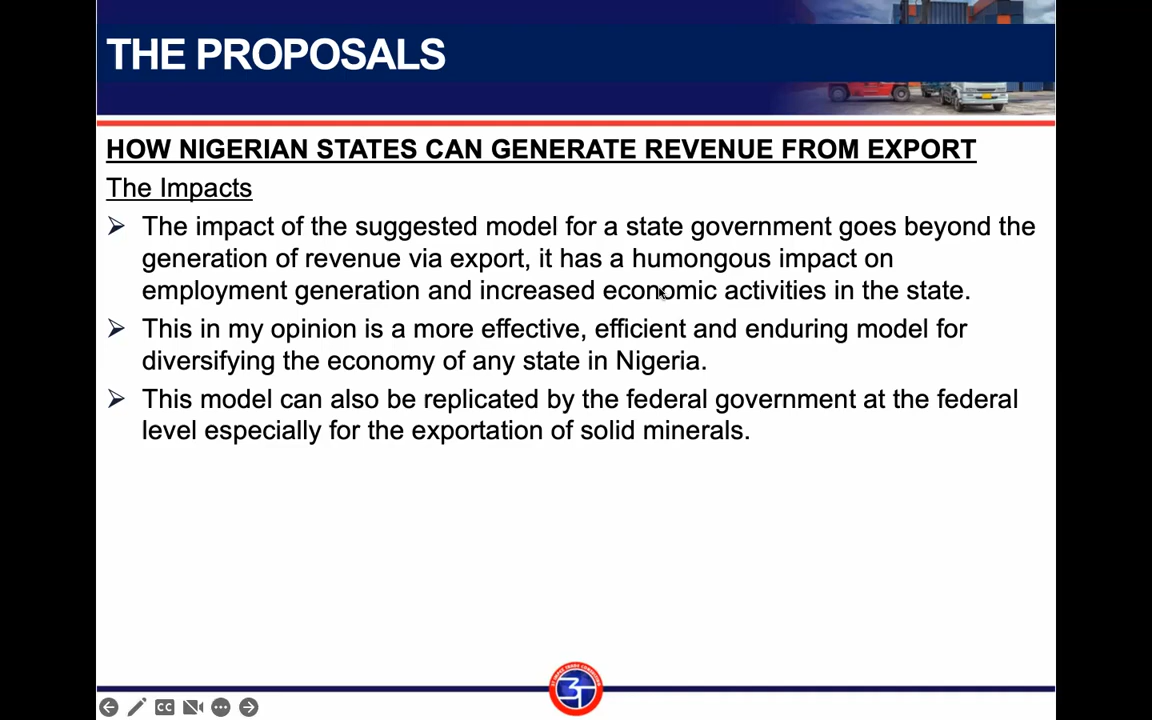 THE PROPOSALS
HOW NIGERIAN STATES CAN GENERATE REVENUE FROM EXPORT
The Impacts
The impact of the suggested model for a state government goes beyond the
generation of revenue via export, it has a humongous impact on
employment generation and increased economic activities in the state.
This in my opinion is a more effective, efficient and enduring model for
diversifying the economy of any state in Nigeria.
This model can also be replicated by the federal government at the federal
level especially for the exportation of solid minerals.
3T
CC